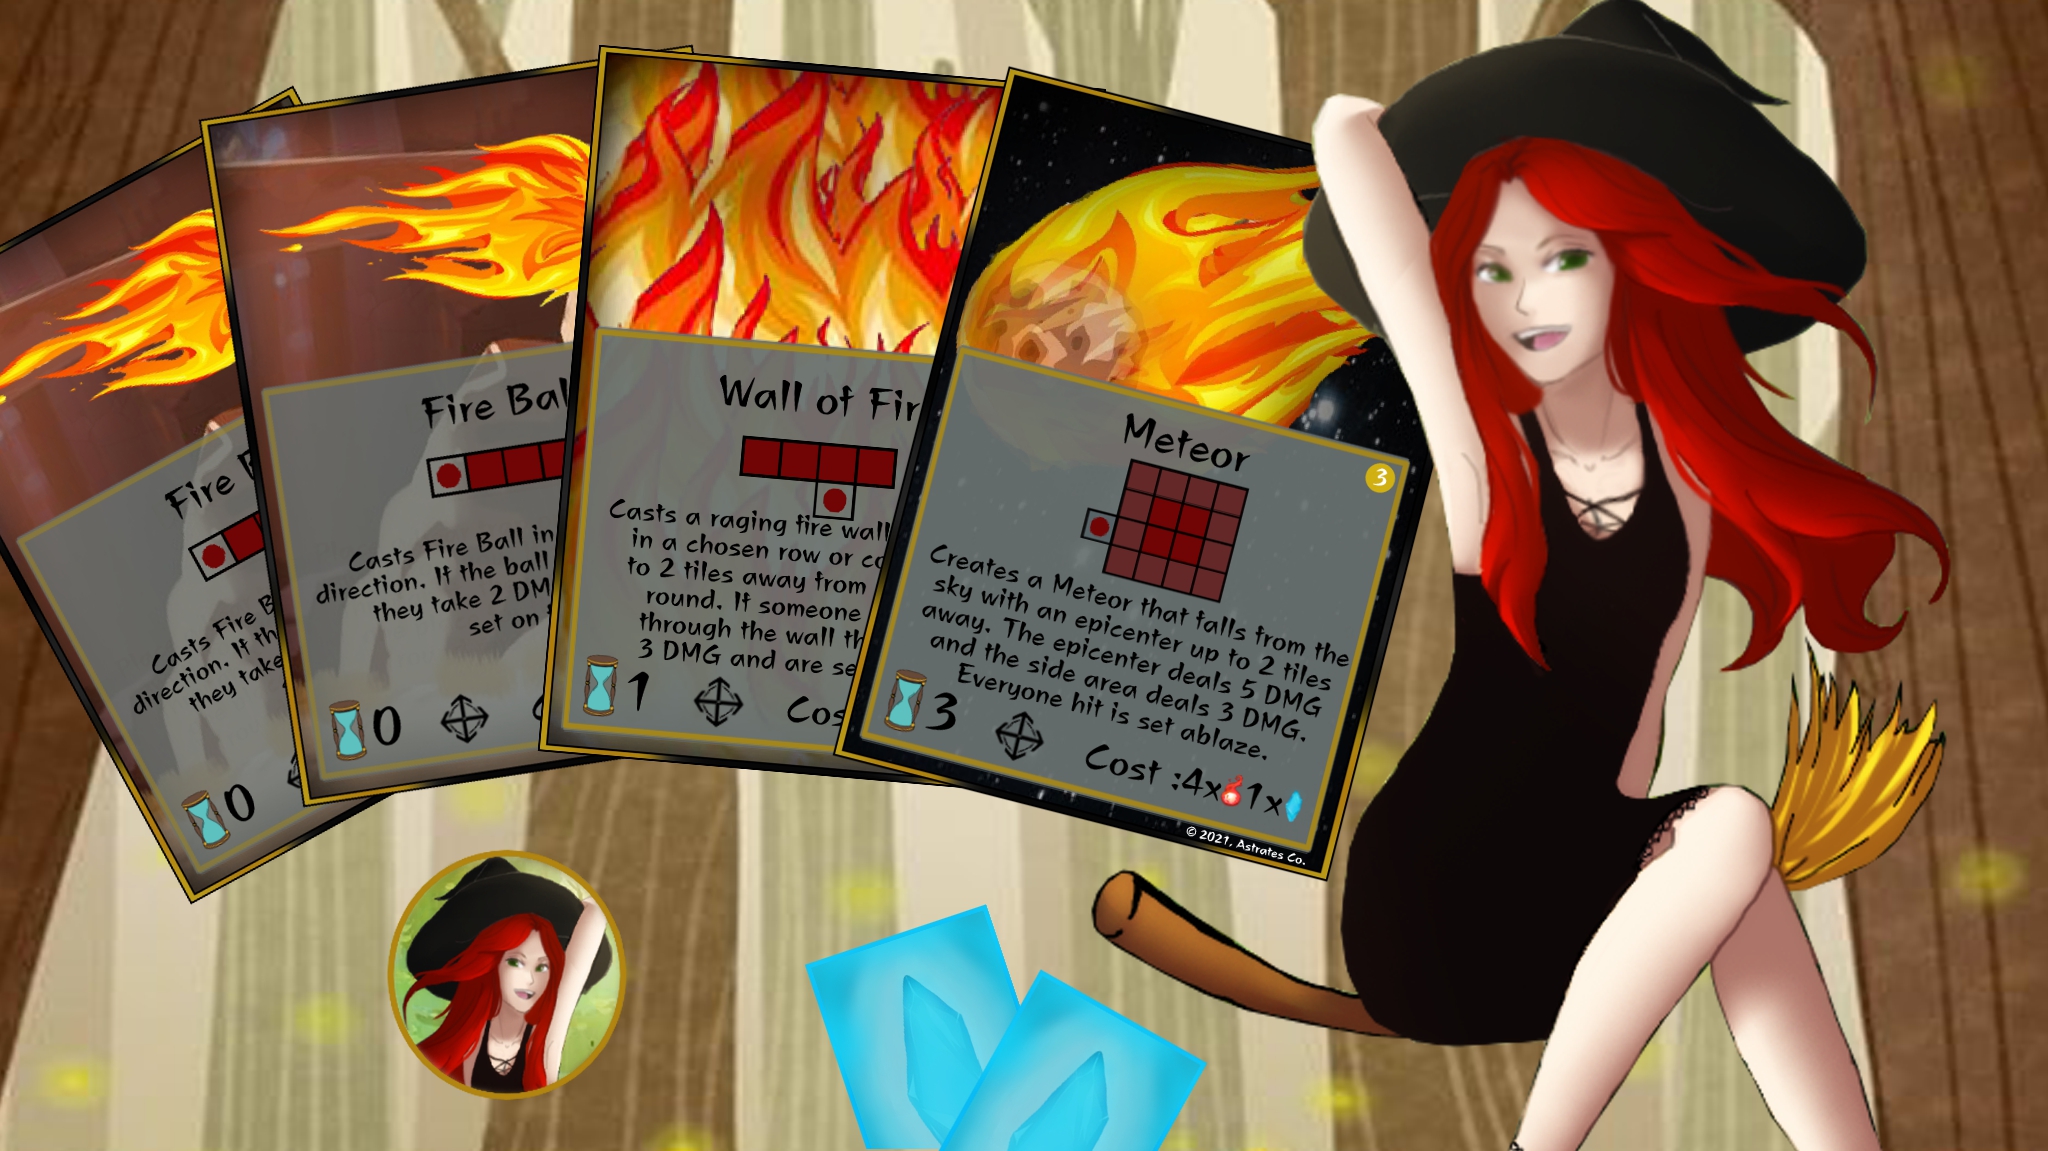 Fire
Casts Fire
direction. If th
they take
0
Fire Bal
Casts Fire Ball in
direction. If the ball
they take 2 DM
set on
0
Wall of Fir
Casts a raging fire wall
in a chosen row or co
to 2 tiles away from
round. If someone
through the wall th
3 DMG and are se
1
Cos
Meteor
3
Creates a Meteor that falls from the
sky with an epicenter up to 2 tiles
away. The epicenter deals 5 DMG
and the side area deals 3 DMG.
Everyone hit is set ablaze.
3
Cost :4x 1x
© 2021, Astrates Co.